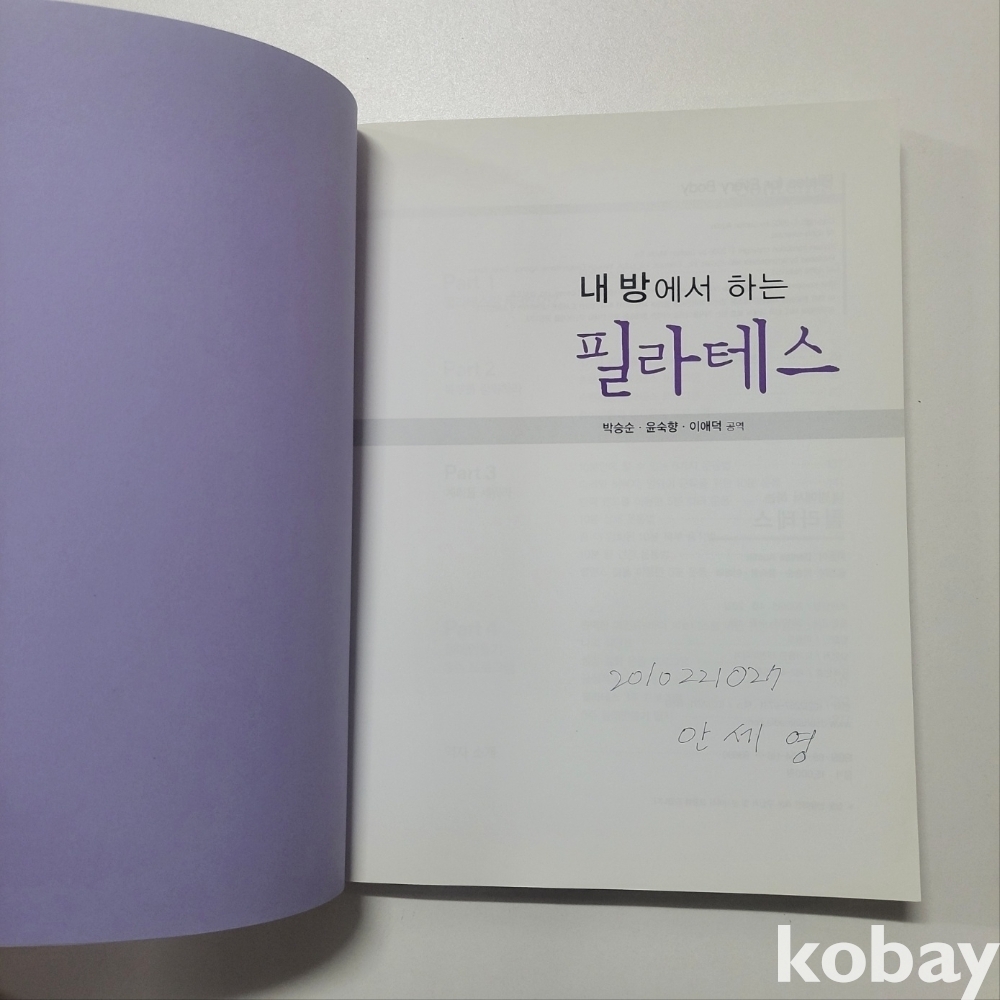 내 방에서 하는
필라테스
박승순 · 윤숙향 · 이애덕 공역
2010221027
안세영
kobay